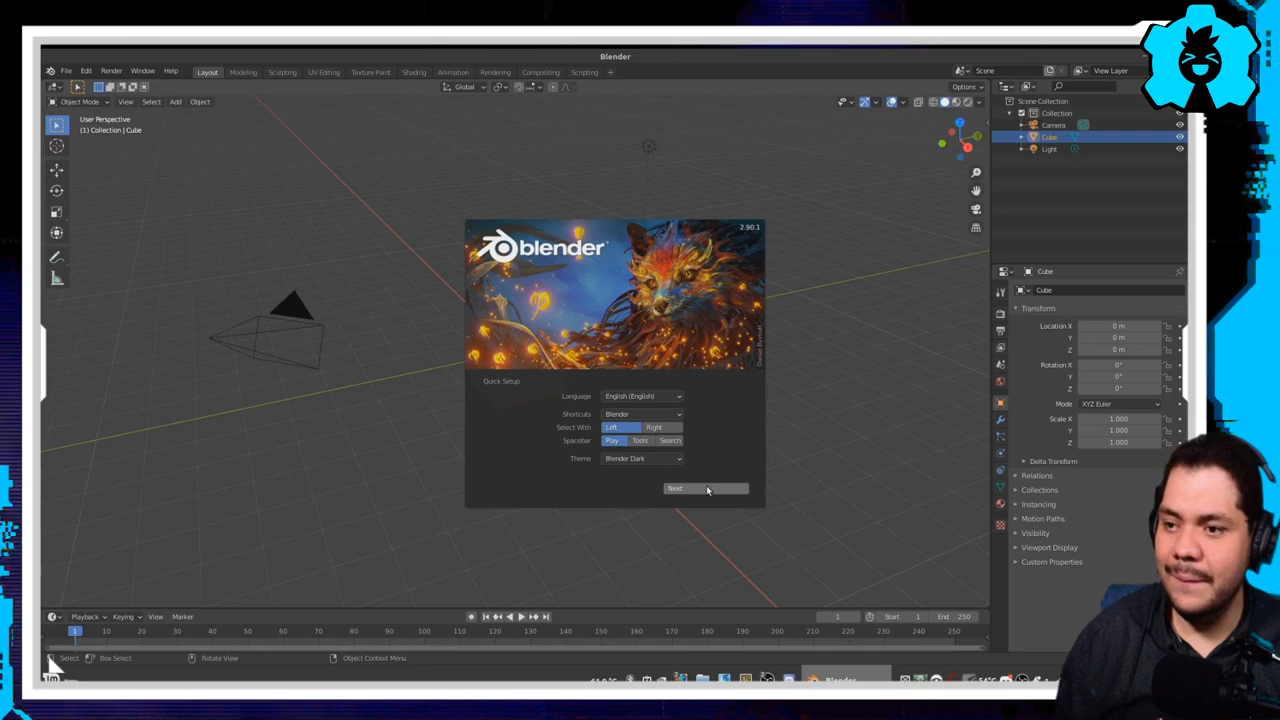 Blender
File Edit Render Window Help
Layout Modeling Sculpting UV Editing Texture Paint Shading Animation Rendering Compositing Scripting +
Scene
View Layer
Object Mode View Select Add Object
Global
Options
User Perspective
(1) Collection | Cube
Scene Collection
Collection
Camera
Cube
Light
2.90.1
blender
Quick Setup
Language English (English)
Shortcuts Blender
Select With Left Right
Spacebar Play Tools Search
Theme Blender Dark
Next
Cube
Cube
Transform
Location X 0 m
Y 0 m
Z 0 m
Rotation X 0°
Y 0°
Z 0°
Mode XYZ Euler
Scale X 1.000
Y 1.000
Z 1.000
Delta Transform
Relations
Collections
Instancing
Motion Paths
Visibility
Viewport Display
Custom Properties
Playback Keying View Marker
1 Start 1 End 250
1 10 20 30 40 50 60 70 80 90 100 110 120 130 140 150 160 170 180 190 200 210 220 230 240 250
Select Box Select Rotate View Object Context Menu
Blender
54°C